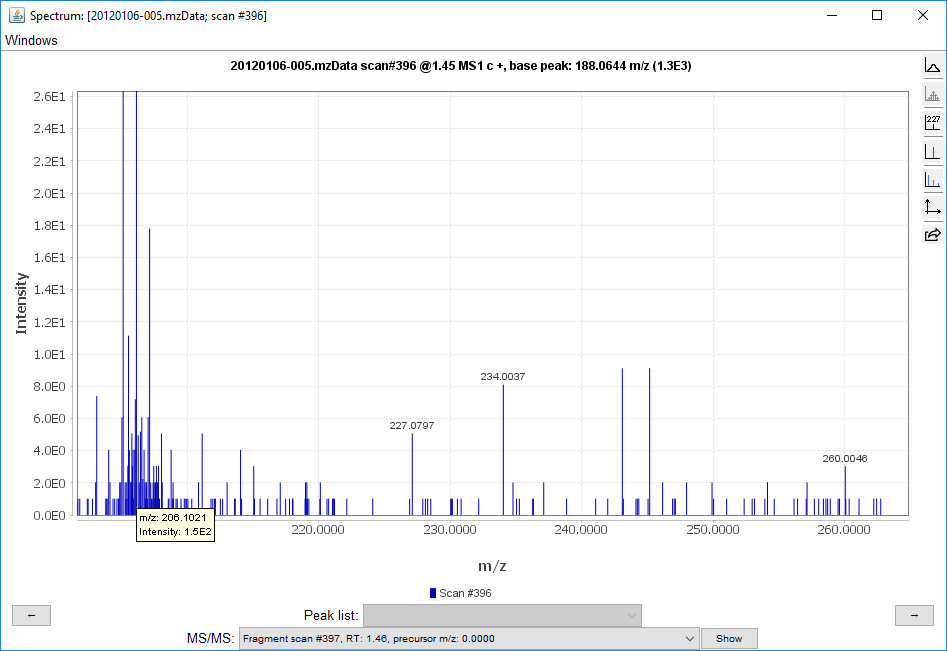 Spectrum: [20120106-005.mzData; scan #396]
Windows
20120106-005.mzData scan#396 @1.45 MS1 c +, base peak: 188.0644 m/z (1.3E3)
227
2.6E1
2.4E1
2.2E1
2.0E1
1.8E1
1.6E1
1.4E1
1.2E1
1.0E1
8.0E0
6.0E0
4.0E0
2.0E0
0.0E0
Intensity
234.0037
227.0797
260.0046
m/z: 206.1021
Intensity: 1.5E2
220.0000 230.0000 240.0000 250.0000 260.0000
m/z
Scan #396
← Peak list: →
MS/MS: Fragment scan #397, RT: 1.46, precursor m/z: 0.0000 Show